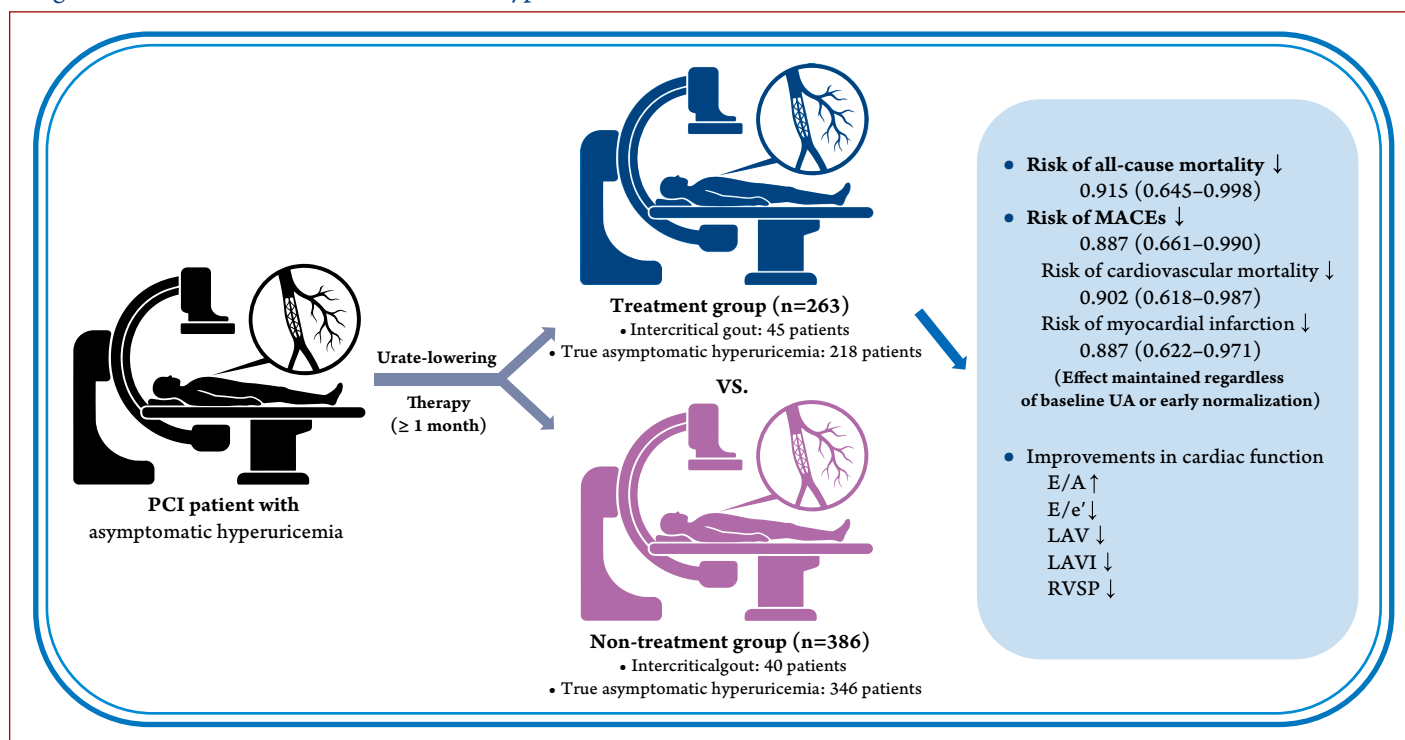 PCI patient with
asymptomatic hyperuricemia
Urate-lowering
Therapy
(≥ 1 month)
Treatment group (n=263)
• Intercritical gout: 45 patients
• True asymptomatic hyperuricemia: 218 patients
VS.
Non-treatment group (n=386)
• Intercriticalgout: 40 patients
• True asymptomatic hyperuricemia: 346 patients
• Risk of all-cause mortality ↓
0.915 (0.645–0.998)
• Risk of MACEs ↓
0.887 (0.661–0.990)
Risk of cardiovascular mortality ↓
0.902 (0.618–0.987)
Risk of myocardial infarction ↓
0.887 (0.622–0.971)
(Effect maintained regardless
of baseline UA or early normalization)
• Improvements in cardiac function
E/A ↑
E/e′ ↓
LAV ↓
LAVI ↓
RVSP ↓